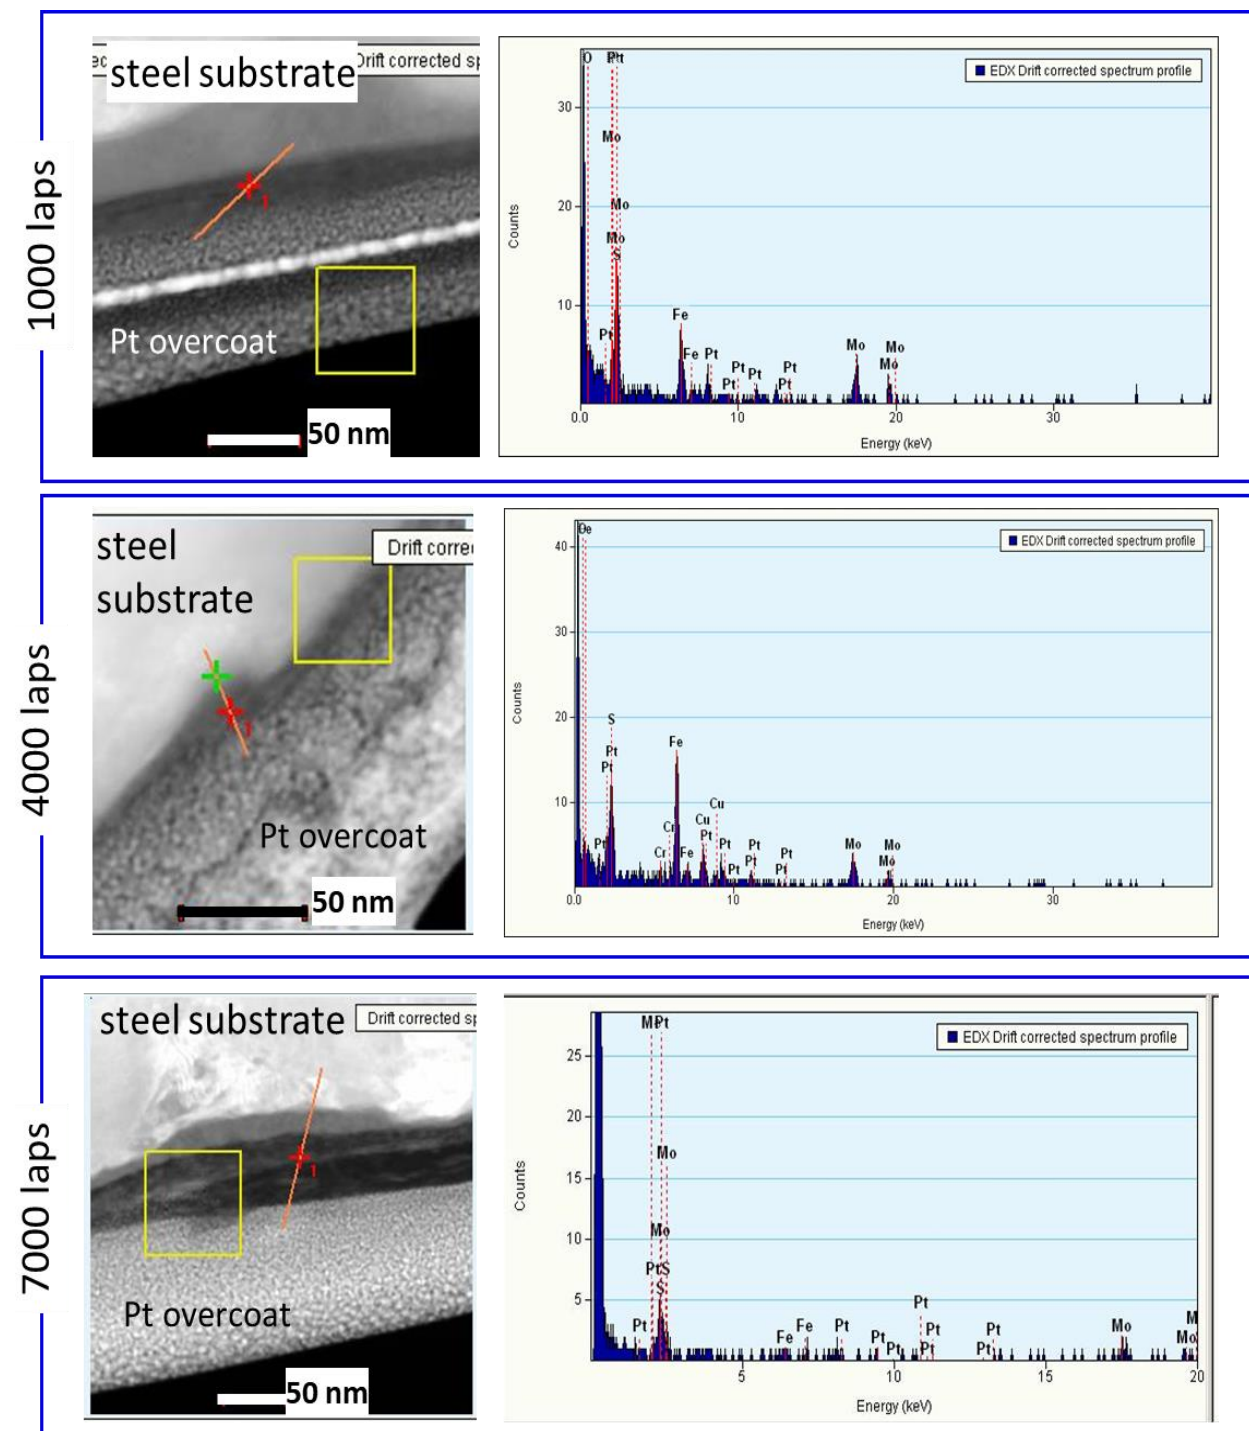 1000 laps
ec
steel substrate
Drift corrected sp
1
Pt overcoat
50 nm
EDX Drift corrected spectrum profile
Counts
30
20
10
O
Pt
Mo
Mo
Mo
S
Pt
Fe
Fe
Pt
Pt
Pt
Pt
Pt
Pt
Mo
Mo
Mo
0.0
10
20
30
Energy (keV)
4000 laps
steel
substrate
Drift correc
1
Pt overcoat
50 nm
EDX Drift corrected spectrum profile
Counts
40
30
20
10
S
Pt
Pt
Pt
Fe
Cr
Cr
Fe
Cu
Cu
Pt
Pt
Pt
Pt
Pt
Pt
Pt
Mo
Mo
Mo
0.0
10
20
30
Energy (keV)
7000 laps
steel substrate
Drift corrected sp
1
Pt overcoat
50 nm
EDX Drift corrected spectrum profile
Counts
25
20
15
10
5
Pt
Mo
Mo
Pt
S
S
Pt
Fe
Fe
Pt
Pt
Pt
Pt
Pt
Pt
Pt
Pt
Mo
Mo
M
5
10
15
20
Energy (keV)